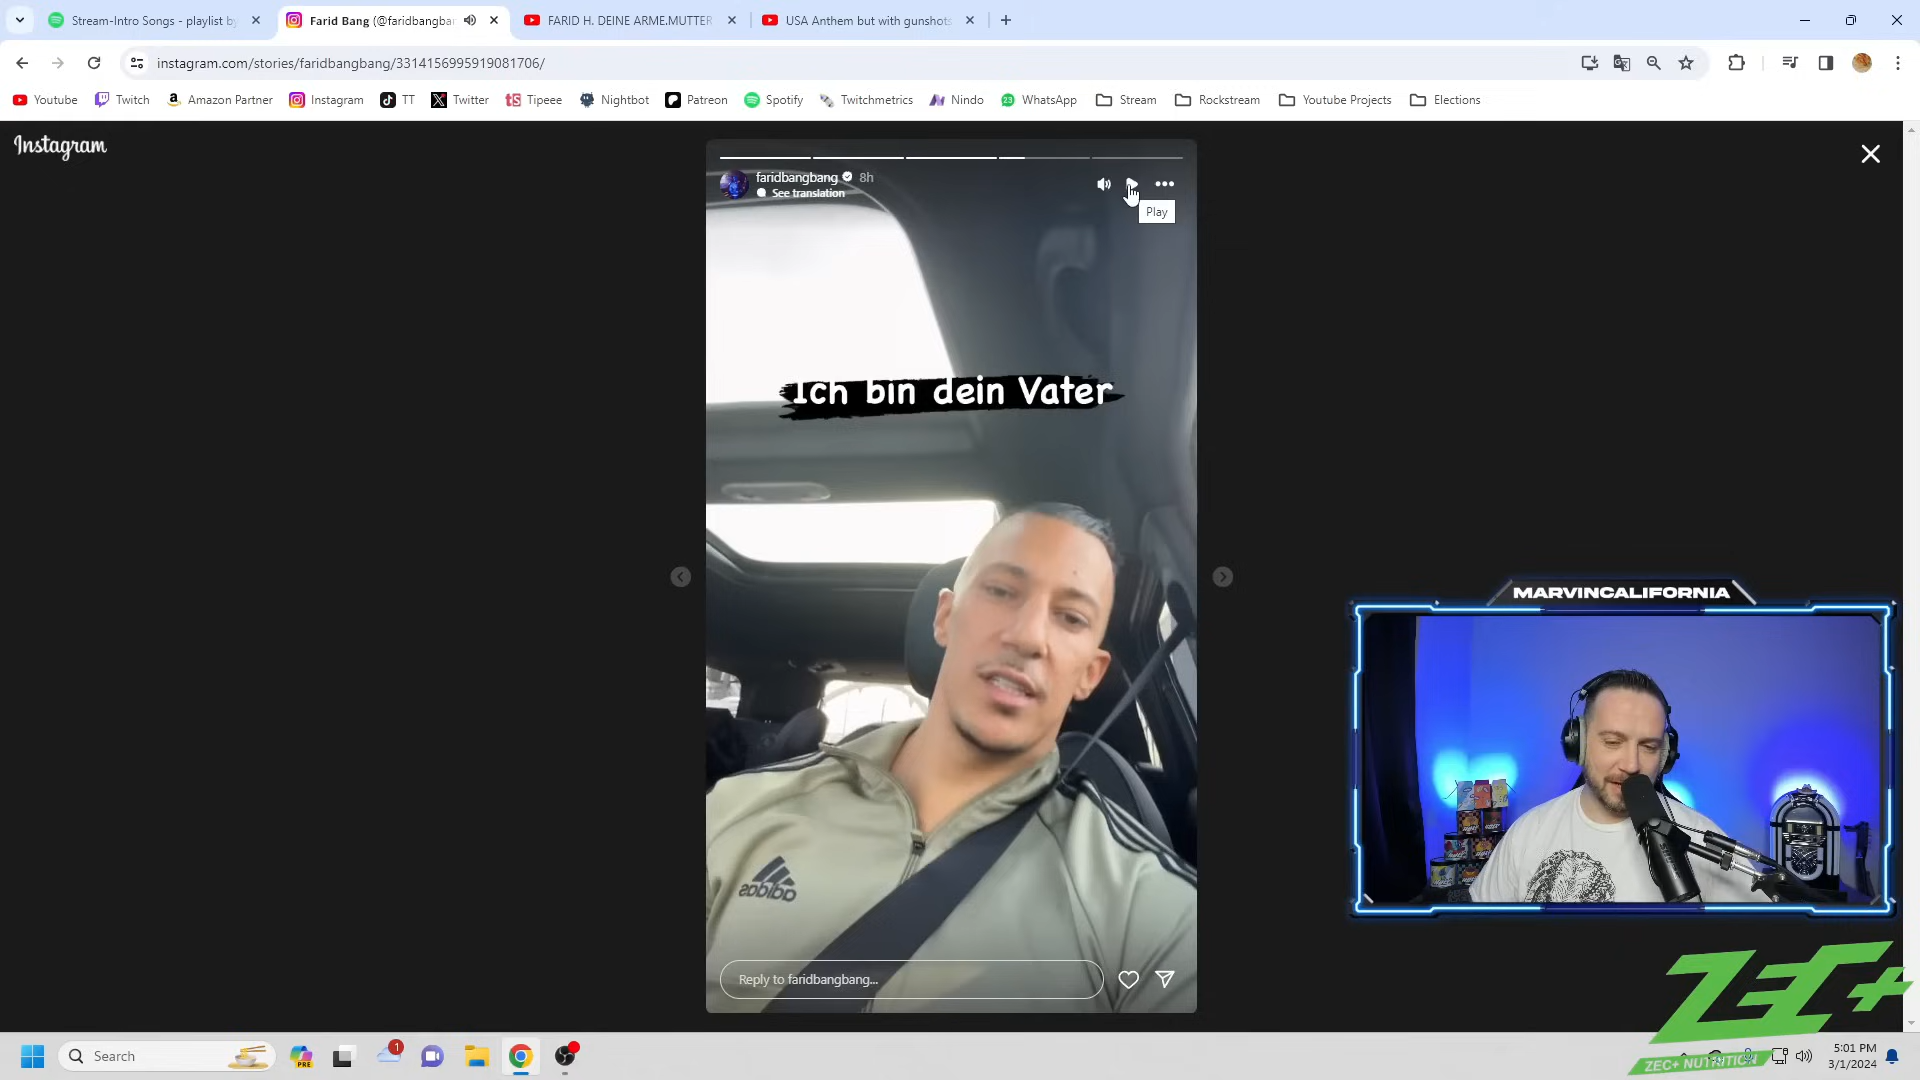 Stream-Intro Songs - playlist by
Farid Bang (@faridbangba
FARID H. DEINE ARME.MUTTER
USA Anthem but with gunshots
instagram.com/stories/faridbangbang/3314156995919081706/
Youtube
Twitch
Amazon Partner
Instagram
TT
Twitter
Tipeee
Nightbot
Patreon
Spotify
Twitchmetrics
Nindo
23
WhatsApp
Stream
Rockstream
Youtube Projects
Elections
Instagram
faridbangbang 8h
See translation
Play
Ich bin dein Vater
adidas
MARVINCALIFORNIA
Reply to faridbangbang...
ZEC+
ZEC+ NUTRITION
Search
PRE
1
5:01 PM
3/1/2024